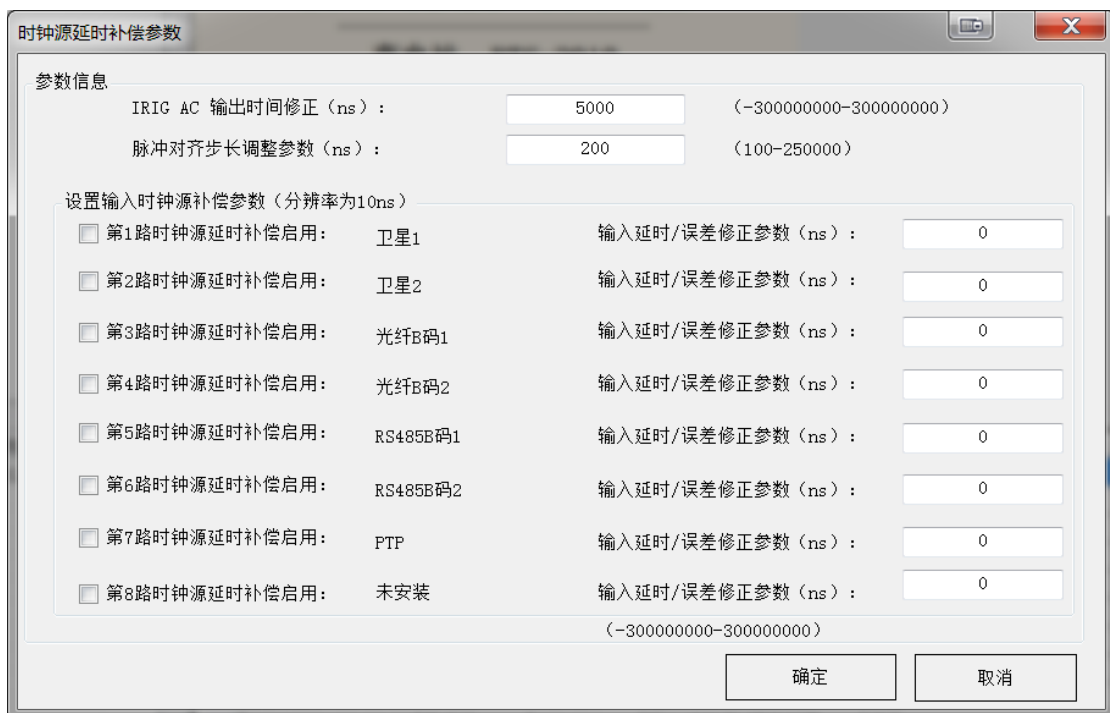 时钟源延时补偿参数
参数信息
IRIG AC 输出时间修正（ns）: 5000 （-300000000-300000000）
脉冲对齐步长调整参数（ns）: 200 （100-250000）
设置输入时钟源补偿参数（分辨率为10ns）
第1路时钟源延时补偿启用: 卫星1 输入延时/误差修正参数（ns）: 0
第2路时钟源延时补偿启用: 卫星2 输入延时/误差修正参数（ns）: 0
第3路时钟源延时补偿启用: 光纤B码1 输入延时/误差修正参数（ns）: 0
第4路时钟源延时补偿启用: 光纤B码2 输入延时/误差修正参数（ns）: 0
第5路时钟源延时补偿启用: RS485B码1 输入延时/误差修正参数（ns）: 0
第6路时钟源延时补偿启用: RS485B码2 输入延时/误差修正参数（ns）: 0
第7路时钟源延时补偿启用: PTP 输入延时/误差修正参数（ns）: 0
第8路时钟源延时补偿启用: 未安装 输入延时/误差修正参数（ns）: 0
（-300000000-300000000）
确定 取消